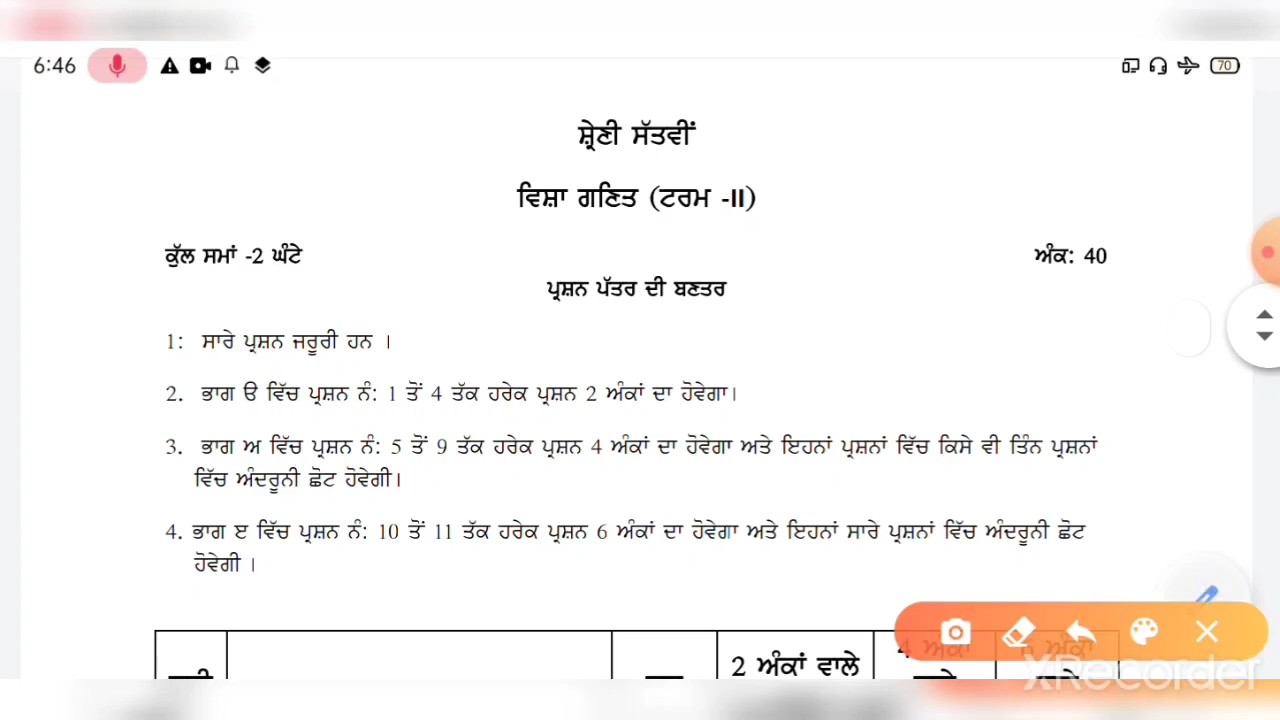 6:46
70
ਸ਼੍ਰੇਣੀ ਸੱਤਵੀਂ
ਵਿਸ਼ਾ ਗਣਿਤ (ਟਰਮ -II)
ਕੁੱਲ ਸਮਾਂ -2 ਘੰਟੇ
ਅੰਕ: 40
ਪ੍ਰਸ਼ਨ ਪੱਤਰ ਦੀ ਬਣਤਰ
1: ਸਾਰੇ ਪ੍ਰਸ਼ਨ ਜਰੂਰੀ ਹਨ ।
2. ਭਾਗ ੳ ਵਿੱਚ ਪ੍ਰਸ਼ਨ ਨੰ: 1 ਤੋਂ 4 ਤੱਕ ਹਰੇਕ ਪ੍ਰਸ਼ਨ 2 ਅੰਕਾਂ ਦਾ ਹੋਵੇਗਾ।
3. ਭਾਗ ਅ ਵਿੱਚ ਪ੍ਰਸ਼ਨ ਨੰ: 5 ਤੋਂ 9 ਤੱਕ ਹਰੇਕ ਪ੍ਰਸ਼ਨ 4 ਅੰਕਾਂ ਦਾ ਹੋਵੇਗਾ ਅਤੇ ਇਹਨਾਂ ਪ੍ਰਸ਼ਨਾਂ ਵਿੱਚ ਕਿਸੇ ਵੀ ਤਿੰਨ ਪ੍ਰਸ਼ਨਾਂ
ਵਿੱਚ ਅੰਦਰੂਨੀ ਛੋਟ ਹੋਵੇਗੀ।
4. ਭਾਗ ੲ ਵਿੱਚ ਪ੍ਰਸ਼ਨ ਨੰ: 10 ਤੋਂ 11 ਤੱਕ ਹਰੇਕ ਪ੍ਰਸ਼ਨ 6 ਅੰਕਾਂ ਦਾ ਹੋਵੇਗਾ ਅਤੇ ਇਹਨਾਂ ਸਾਰੇ ਪ੍ਰਸ਼ਨਾਂ ਵਿੱਚ ਅੰਦਰੂਨੀ ਛੋਟ
ਹੋਵੇਗੀ ।
2 ਅੰਕਾਂ ਵਾਲੇ
XRecorder